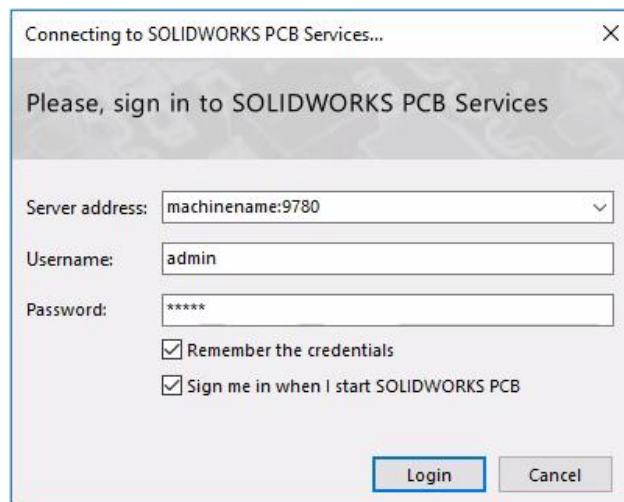 Connecting to SOLIDWORKS PCB Services...
Please, sign in to SOLIDWORKS PCB Services
Server address: machinename:9780
Username: admin
Password: *****
Remember the credentials
Sign me in when I start SOLIDWORKS PCB
Login Cancel